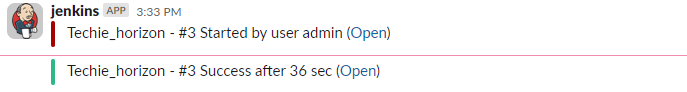 jenkins APP 3:33 PM
Techie_horizon - #3 Started by user admin (Open)
Techie_horizon - #3 Success after 36 sec (Open)